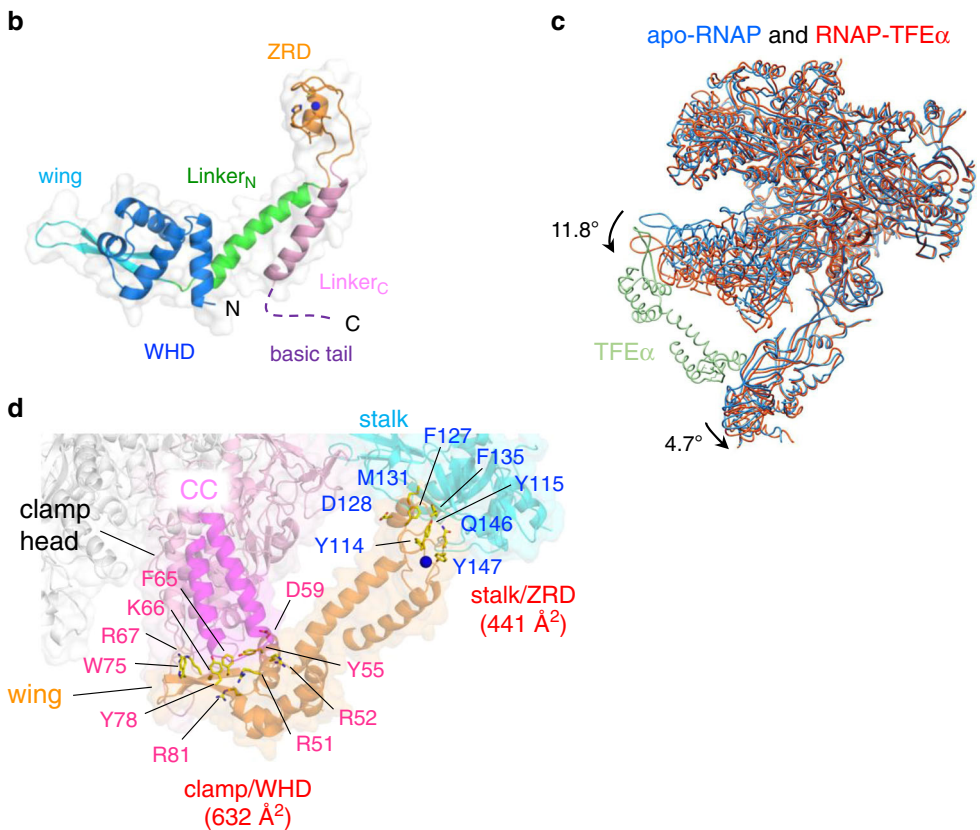 b
ZRD
wing
Linker_N
N
Linker_C
C
WHD
basic tail
c
apo-RNAP and RNAP-TFEα
11.8°
TFEα
4.7°
d
stalk
F127
F135
M131
Y115
CC
D128
Q146
clamp
head
Y114
Y147
F65
D59
stalk/ZRD
(441 Å²)
K66
R67
W75
Y55
wing
Y78
R52
R81
R51
clamp/WHD
(632 Å²)